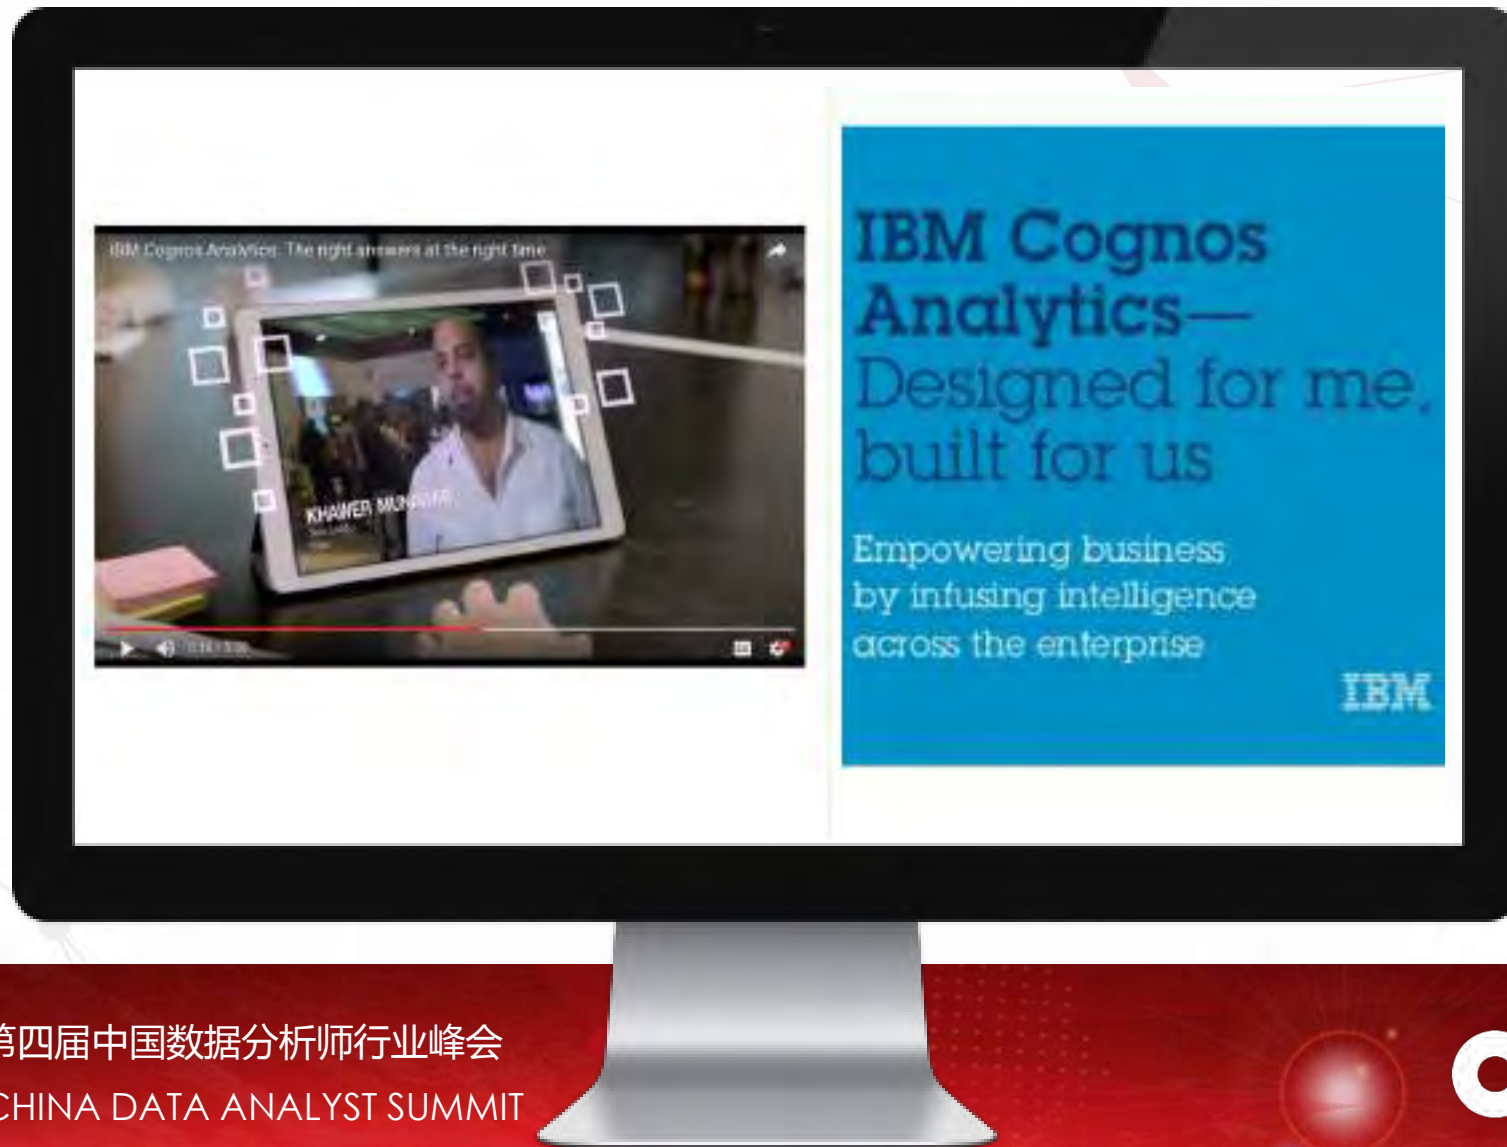 IBM Cognos Analytics: The right answers at the right time
KHAWER
IBM Cognos
Analytics—
Designed for me,
built for us
Empowering business
by infusing intelligence
across the enterprise
IBM
第四届中国数据分析师行业峰会
CHINA DATA ANALYST SUMMIT